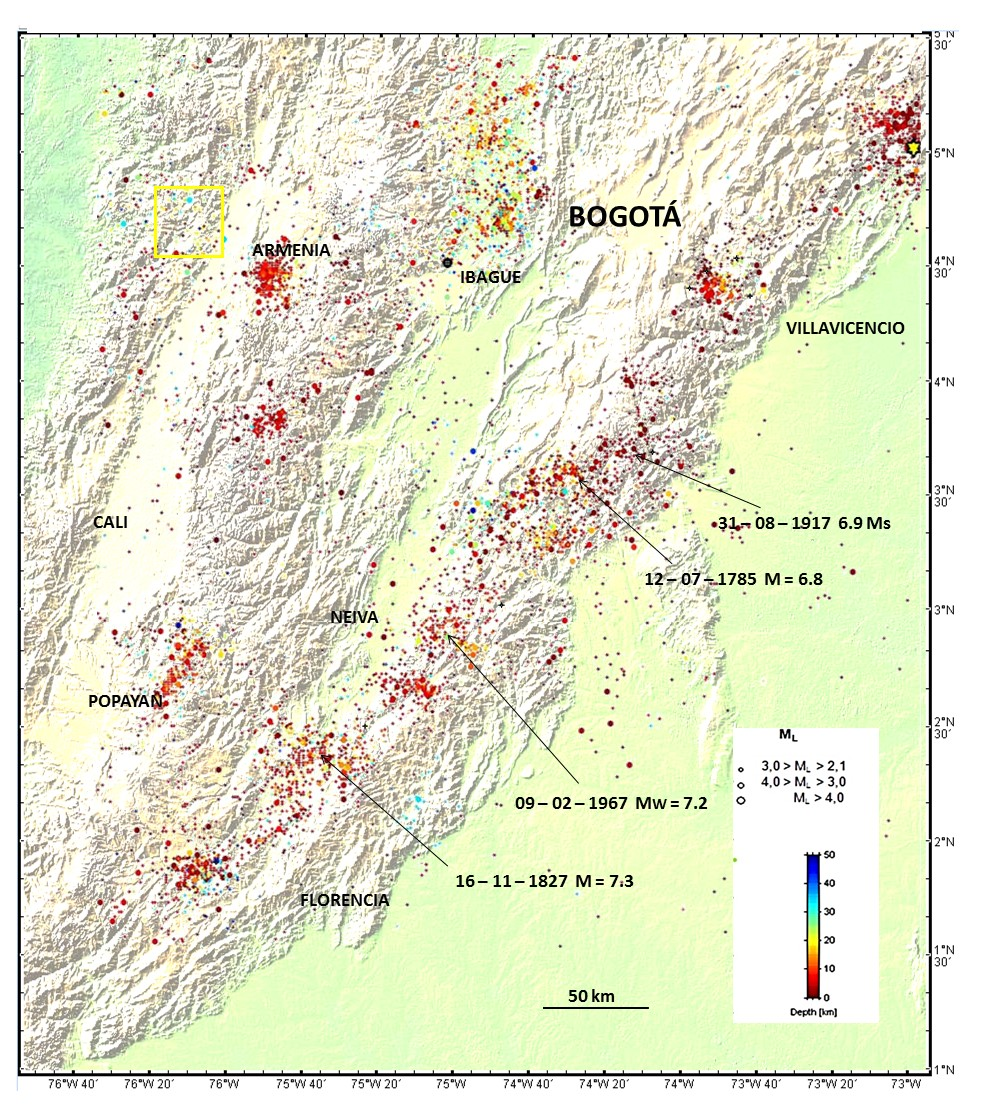 5°N
30´
5°N
BOGOTÁ
ARMENIA
4°N
30´
IBAGUE
VILLAVICENCIO
4°N
3°N
30´
CALI
31 – 08 – 1917 6.9 Ms
12 – 07 – 1785 M = 6.8
3°N
NEIVA
POPAYAN
2°N
30´
ML
3,0 > ML > 2,1
4,0 > ML > 3,0
ML > 4,0
09 – 02 – 1967 Mw = 7.2
2°N
50
40
30
20
10
0
Depth [km]
16 – 11 – 1827 M = 7.3
FLORENCIA
1°N
30´
50 km
1°N
76°W 40´ 76°W 20´ 76°W 75°W 40´ 75°W 20´ 75°W 74°W 40´ 74°W 20´ 74°W 73°W 40´ 73°W 20´ 73°W